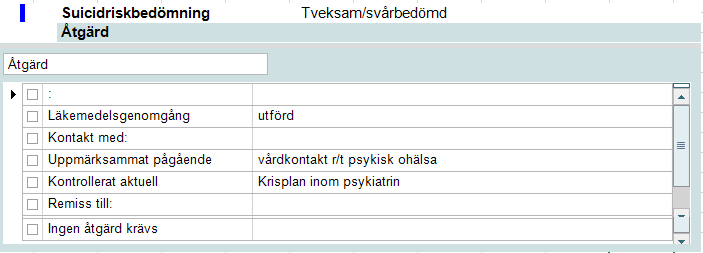 Suicidriskbedömning Tveksam/svårbedömd
Åtgärd
Åtgärd
:
Läkemedelsgenomgång utförd
Kontakt med:
Uppmärksammat pågående vårdkontakt r/t psykisk ohälsa
Kontrollerat aktuell Krisplan inom psykiatrin
Remiss till:
Ingen åtgärd krävs